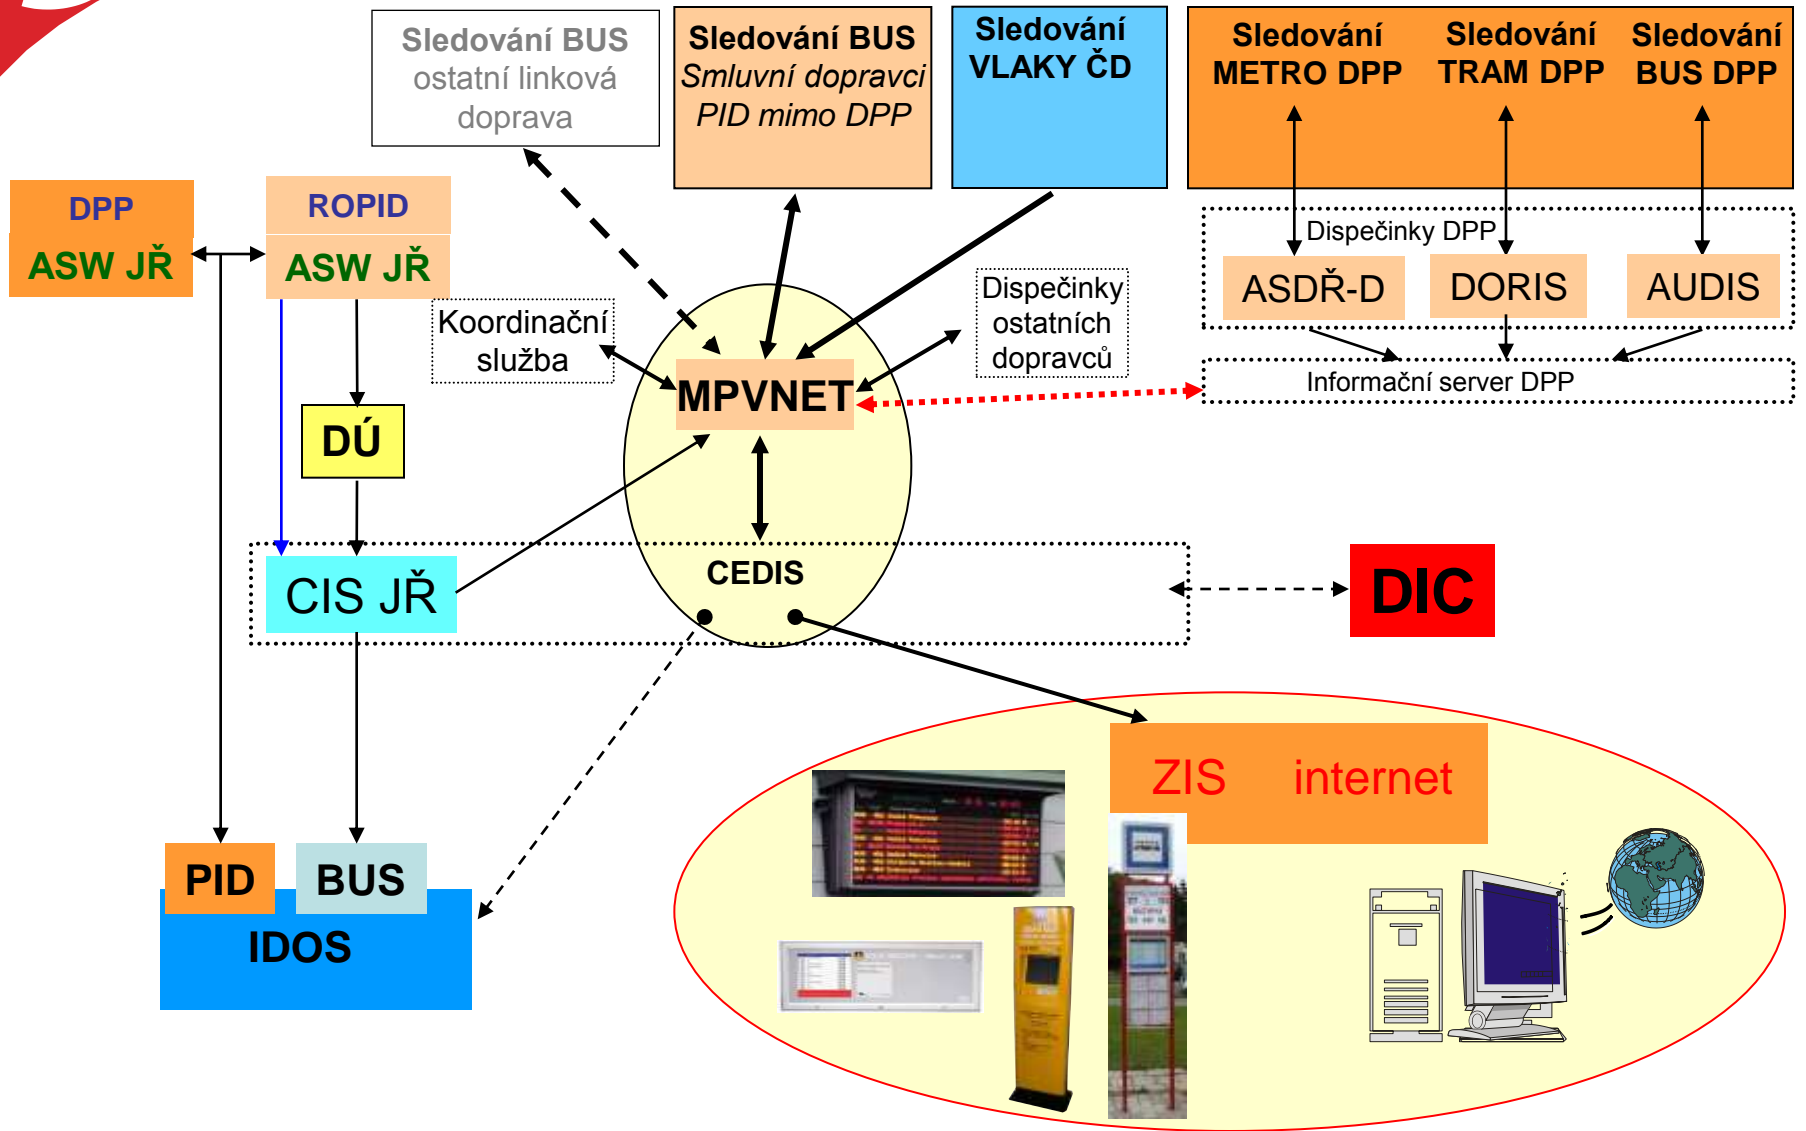 Sledování BUS
ostatní linková
doprava
Sledování BUS
Smluvní dopravci
PID mimo DPP
Sledování
VLAKY ČD
Sledování
METRO DPP
Sledování
TRAM DPP
Sledování
BUS DPP
DPP
ASW JŘ
ROPID
ASW JŘ
Dispečinky DPP
ASDŘ-D
DORIS
AUDIS
Koordinační
služba
Dispečinky
ostatních
dopravců
MPVNET
Informační server DPP
DÚ
CIS JŘ
CEDIS
DIC
ZIS internet
PID
BUS
IDOS